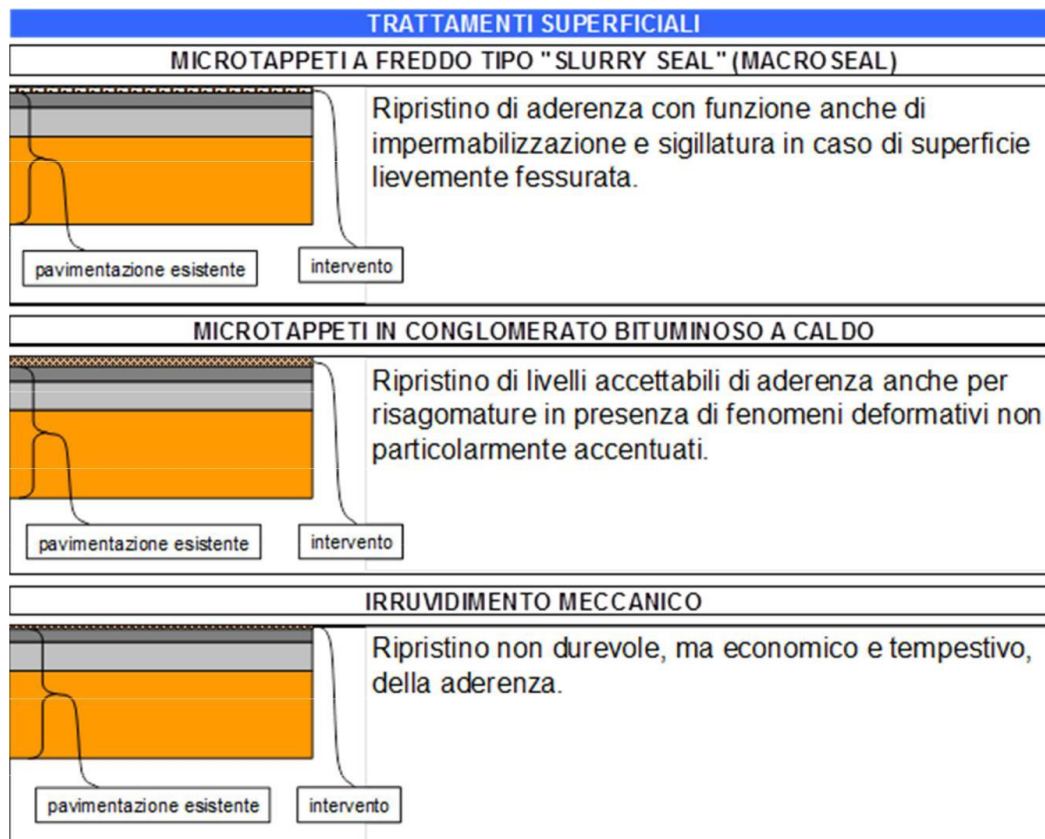 TRATTAMENTI SUPERFICIALI
MICROTAPPETI A FREDDO TIPO "SLURRY SEAL" (MACROSEAL)
Ripristino di aderenza con funzione anche di
impermabilizzazione e sigillatura in caso di superficie
lievemente fessurata.
pavimentazione esistente
intervento
MICROTAPPETI IN CONGLOMERATO BITUMINOSO A CALDO
Ripristino di livelli accettabili di aderenza anche per
risagomature in presenza di fenomeni deformativi non
particolarmente accentuati.
pavimentazione esistente
intervento
IRRUVIDIMENTO MECCANICO
Ripristino non durevole, ma economico e tempestivo,
della aderenza.
pavimentazione esistente
intervento